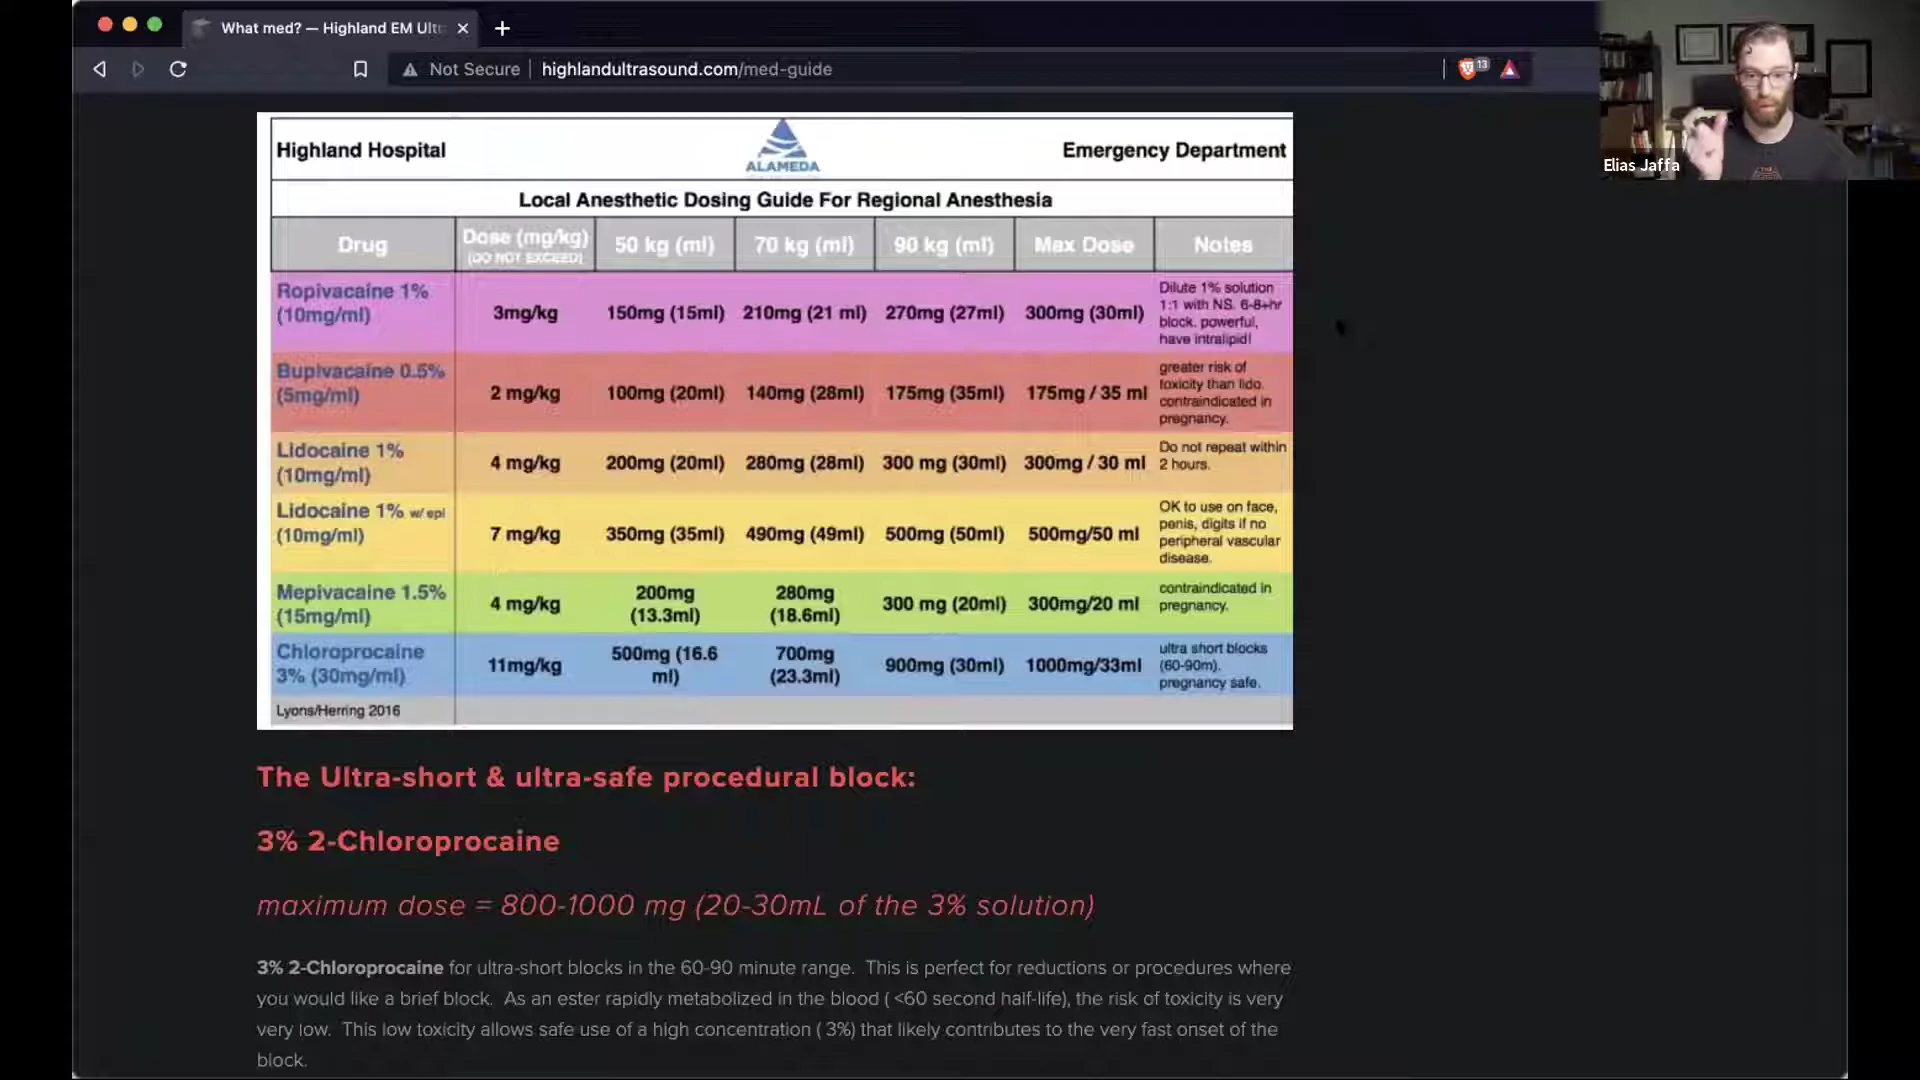 What med? — Highland EM Ultr
Not Secure
highlandultrasound.com/med-guide
13
Elias Jaffa
Highland Hospital
ALAMEDA
Emergency Department
Local Anesthetic Dosing Guide For Regional Anesthesia
Drug
Dose (mg/kg)
(DO NOT EXCEED)
50 kg (ml)
70 kg (ml)
90 kg (ml)
Max Dose
Notes
Ropivacaine 1%
(10mg/ml)
3mg/kg
150mg (15ml)
210mg (21 ml)
270mg (27ml)
300mg (30ml)
Dilute 1% solution
1:1 with NS. 6-8+hr
block. powerful,
have intralipid!
Bupivacaine 0.5%
(5mg/ml)
2 mg/kg
100mg (20ml)
140mg (28ml)
175mg (35ml)
175mg / 35 ml
greater risk of
toxicity than lido.
contraindicated in
pregnancy.
Lidocaine 1%
(10mg/ml)
4 mg/kg
200mg (20ml)
280mg (28ml)
300 mg (30ml)
300mg / 30 ml
Do not repeat within
2 hours.
Lidocaine 1% w/ epi
(10mg/ml)
7 mg/kg
350mg (35ml)
490mg (49ml)
500mg (50ml)
500mg/50 ml
OK to use on face,
penis, digits if no
peripheral vascular
disease.
Mepivacaine 1.5%
(15mg/ml)
4 mg/kg
200mg
(13.3ml)
280mg
(18.6ml)
300 mg (20ml)
300mg/20 ml
contraindicated in
pregnancy.
Chloroprocaine
3% (30mg/ml)
11mg/kg
500mg (16.6
ml)
700mg
(23.3ml)
900mg (30ml)
1000mg/33ml
ultra short blocks
(60-90m).
pregnancy safe.
Lyons/Herring 2016
The Ultra-short & ultra-safe procedural block:
3% 2-Chloroprocaine
maximum dose = 800-1000 mg (20-30mL of the 3% solution)
3% 2-Chloroprocaine for ultra-short blocks in the 60-90 minute range. This is perfect for reductions or procedures where
you would like a brief block. As an ester rapidly metabolized in the blood ( <60 second half-life), the risk of toxicity is very
very low. This low toxicity allows safe use of a high concentration ( 3%) that likely contributes to the very fast onset of the
block.